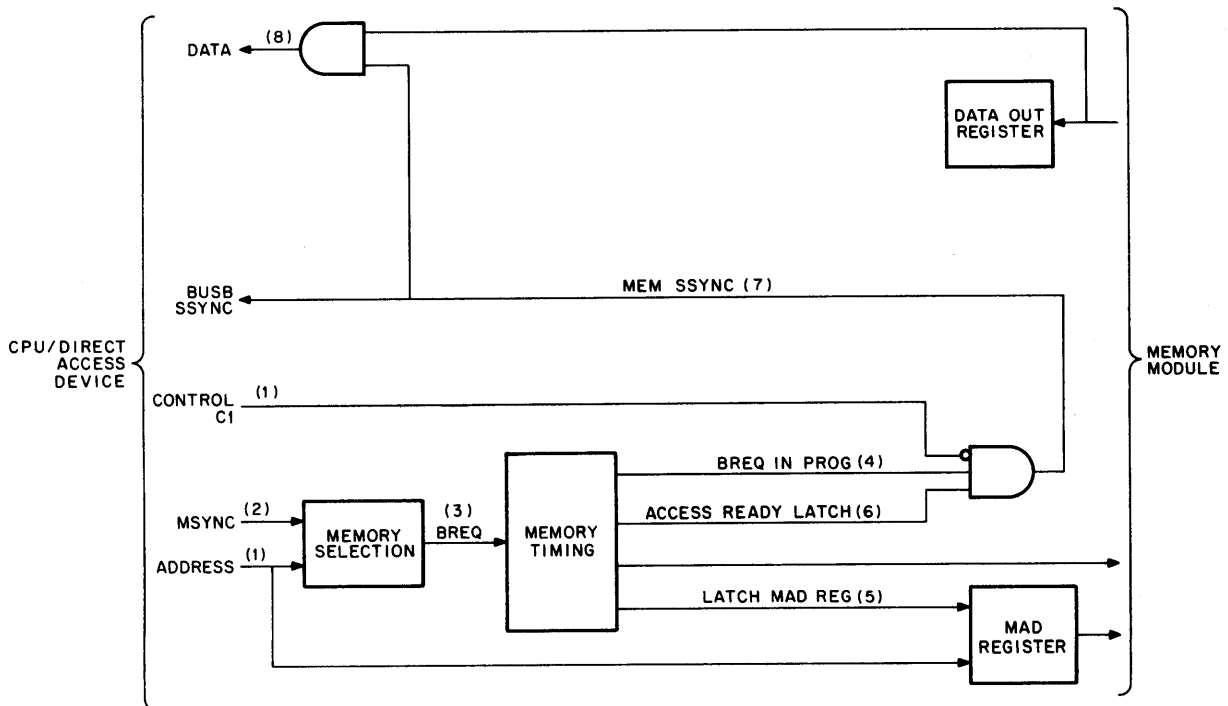 DATA
(8)
DATA OUT
REGISTER
BUSB
SSYNC
MEM SSYNC (7)
CPU/DIRECT
ACCESS
DEVICE
MEMORY
MODULE
CONTROL
C1
(1)
BREQ IN PROG (4)
MSYNC
(2)
MEMORY
SELECTION
(3)
BREQ
MEMORY
TIMING
ACCESS READY LATCH (6)
ADDRESS
(1)
LATCH MAD REG (5)
MAD
REGISTER